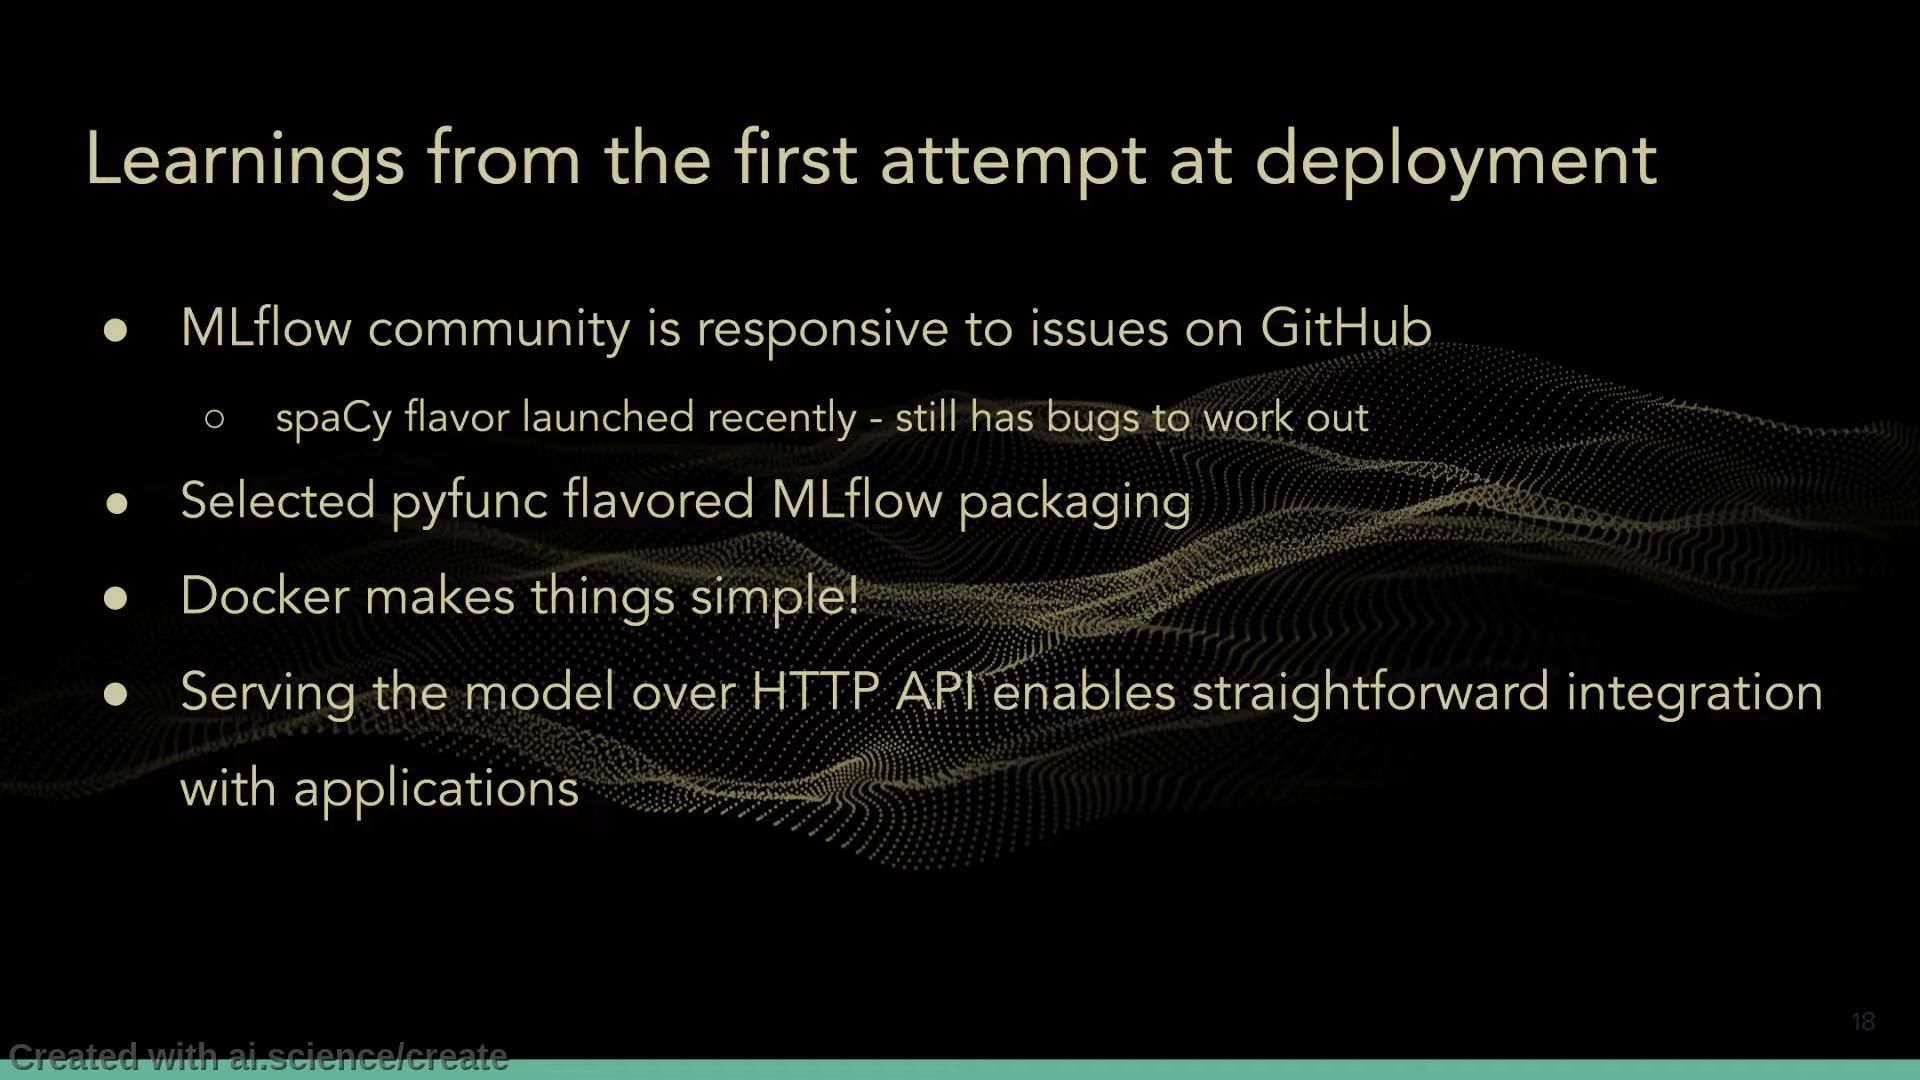 Learnings from the first attempt at deployment
● MLflow community is responsive to issues on GitHub
○ spaCy flavor launched recently - still has bugs to work out
● Selected pyfunc flavored MLflow packaging
● Docker makes things simple!
● Serving the model over HTTP API enables straightforward integration
with applications
18
Created with ai.science/create